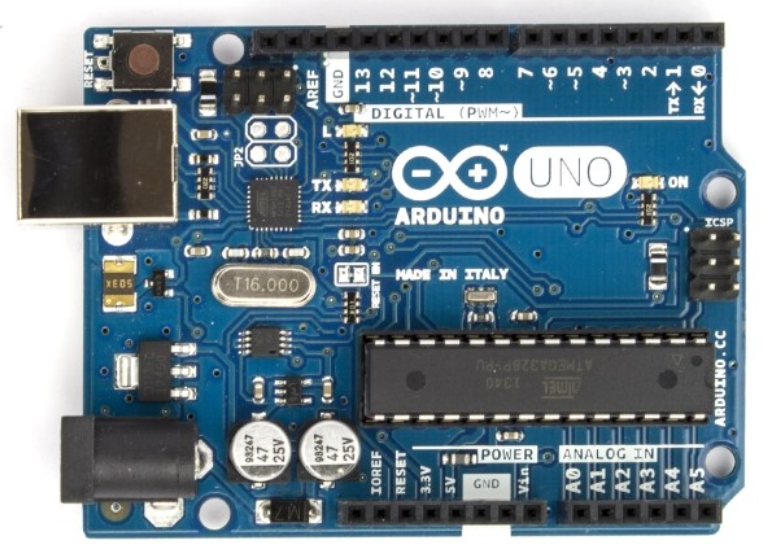 RESET
AREF
GND
13
12
~11
~10
~9
8
7
~6
~5
4
~3
2
TX→1
RX←0
DIGITAL (PWM~)
L
JP2
TX
RX
ARDUINO
UNO
ON
ICSP
T16.000
RESET EN
MADE IN ITALY
ATMEGA328P-PU
1340
ATMEL
ARDUINO.CC
47
25V
47
25V
POWER
ANALOG IN
IOREF
RESET
3.3V
5V
GND
Vin
A0
A1
A2
A3
A4
A5
M7